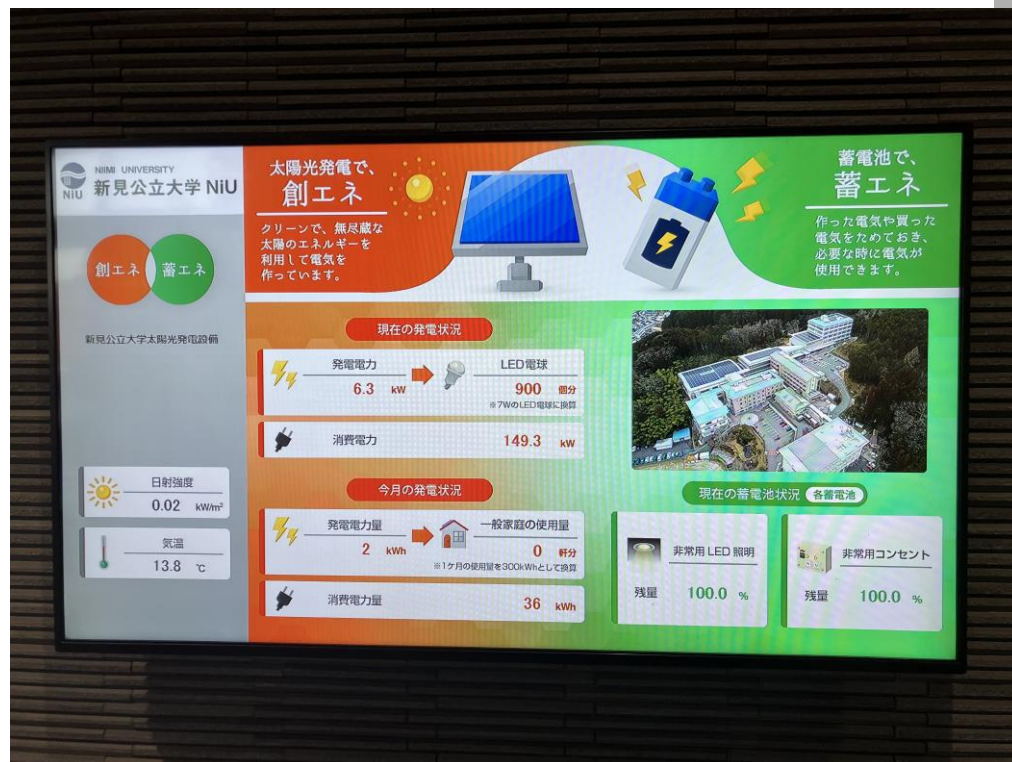 NIIMI UNIVERSITY
新見公立大学 NiU
NiU
創エネ 蓄エネ
新見公立大学太陽光発電設備
日射強度
0.02 kW/m²
気温
13.8 ℃
太陽光発電で、
創エネ
クリーンで、無尽蔵な
太陽のエネルギーを
利用して電気を
作っています。
蓄電池で、
蓄エネ
作った電気や買った
電気をためておき、
必要な時に電気が
使用できます。
現在の発電状況
発電電力
6.3 kW
LED電球
900 個分
※7WのLED電球に換算
消費電力
149.3 kW
今月の発電状況
発電電力量
2 kWh
一般家庭の使用量
0 軒分
※1ケ月の使用量を300kWhとして換算
消費電力量
36 kWh
現在の蓄電池状況 各蓄電池
非常用 LED 照明
残量 100.0 %
非常用コンセント
残量 100.0 %